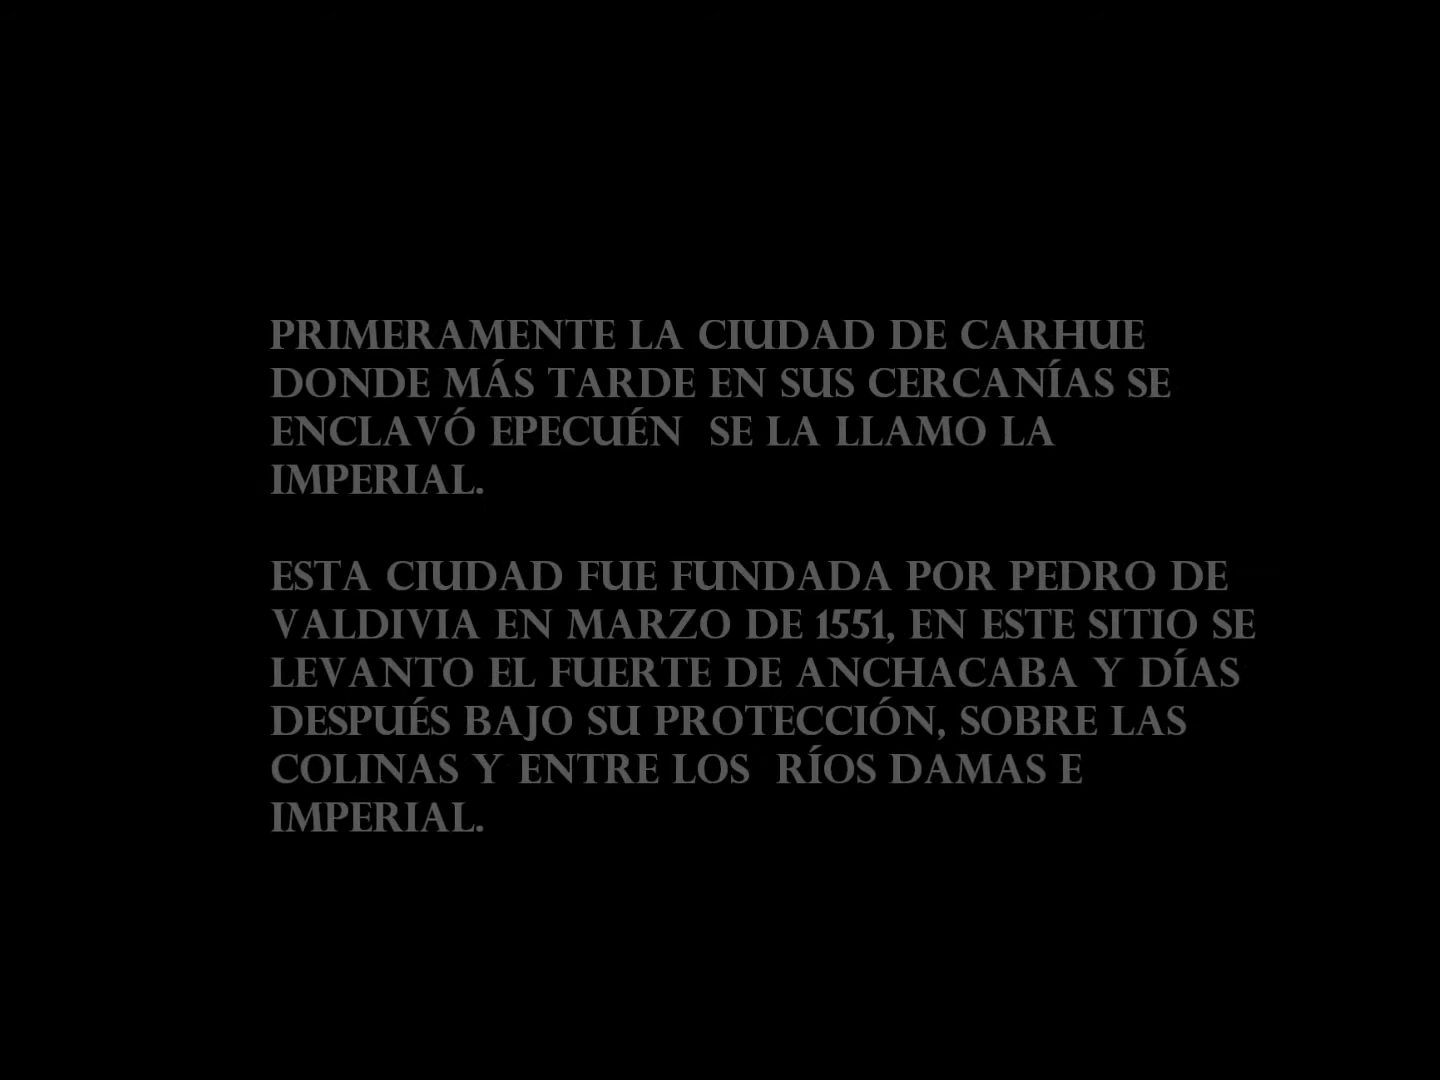 PRIMERAMENTE LA CIUDAD DE CARHUE
DONDE MÁS TARDE EN SUS CERCANÍAS SE
ENCLAVÓ EPECUÉN  SE LA LLAMO LA
IMPERIAL.
ESTA CIUDAD FUE FUNDADA POR PEDRO DE
VALDIVIA EN MARZO DE 1551, EN ESTE SITIO SE
LEVANTO EL FUERTE DE ANCHACABA Y DÍAS
DESPUÉS BAJO SU PROTECCIÓN, SOBRE LAS
COLINAS Y ENTRE LOS  RÍOS DAMAS E
IMPERIAL.